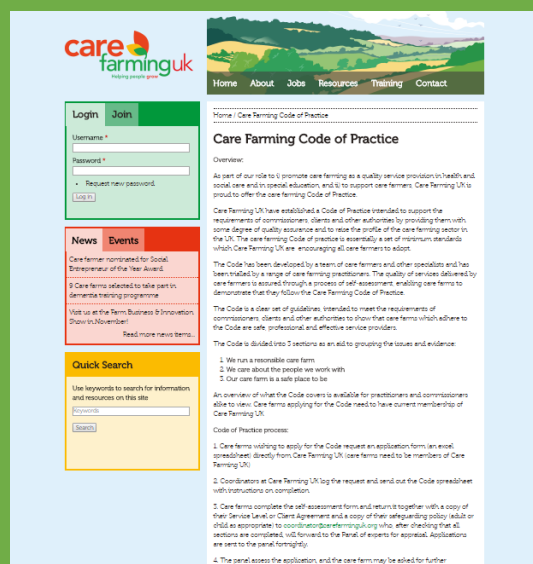 care
farminguk
helping people grow
Home About Jobs Resources Training Contact
Login Join
Username *
Password *
Request new password
Log in
News Events
Care farmer nominated for Social
Entrepreneur of the Year Award.
9 Care farms selected to take part in
dementia training programme
Visit us at the Farm Business & Innovation
Show in November!
Read more news items...
Quick Search
Use keywords to search for information
and resources on this site
Keywords
Search
Home / Care Farming Code of Practice
Care Farming Code of Practice
Overview:
As part of our role to i) promote care farming as a quality service provision in health and
social care and in special education, and ii) to support care farmers, Care Farming UK is
proud to offer the care farming Code of Practice.
Care Farming UK have established a Code of Practice intended to support the
requirements of commissioners, clients and other authorities by providing them with
some degree of quality assurance and to raise the profile of the care farming sector in
the UK. The care farming Code of practice is essentially a set of minimum standards
which Care Farming UK are encouraging all care farmers to adopt.
The Code has been developed by a team of care farmers and other specialists and has
been trialled by a range of care farming practitioners. The quality of services delivered by
care farmers is assured through a process of self-assessment, enabling care farms to
demonstrate that they follow the Care Farming Code of Practice.
The Code is a clear set of guidelines, intended to meet the requirements of
commissioners, clients and other authorities to show that care farms which adhere to
the Code are safe, professional and effective service providers.
The Code is divided into 3 sections as an aid to grouping the issues and evidence:
1. We run a resonsible care farm
2. We care about the people we work with
3. Our care farm is a safe place to be
An overview of what the Code covers is available for practitioners and commissioners
alike to view. Care farms applying for the Code need to have current membership of
Care Farming UK
Code of Practice process:
1. Care farms wishing to apply for the Code request an application form (an excel
spreadsheet) directly from Care Farming UK (care farms need to be members of Care
Farming UK)
2. Coordinators at Care Farming UK log the request and send out the Code spreadsheet
with instructions on completion.
3. Care farms complete the self-assessment form and return it together with a copy of
their Service Level or Client Agreement and a copy of their safeguarding policy (adult or
child as appropriate) to coordinator@carefarminguk.org who, after checking that all
sections are completed, will forward to the Panel of experts for appraisal. Applications
are sent to the panel fortnightly.
4. The panel assess the application, and the care farm may be asked for further